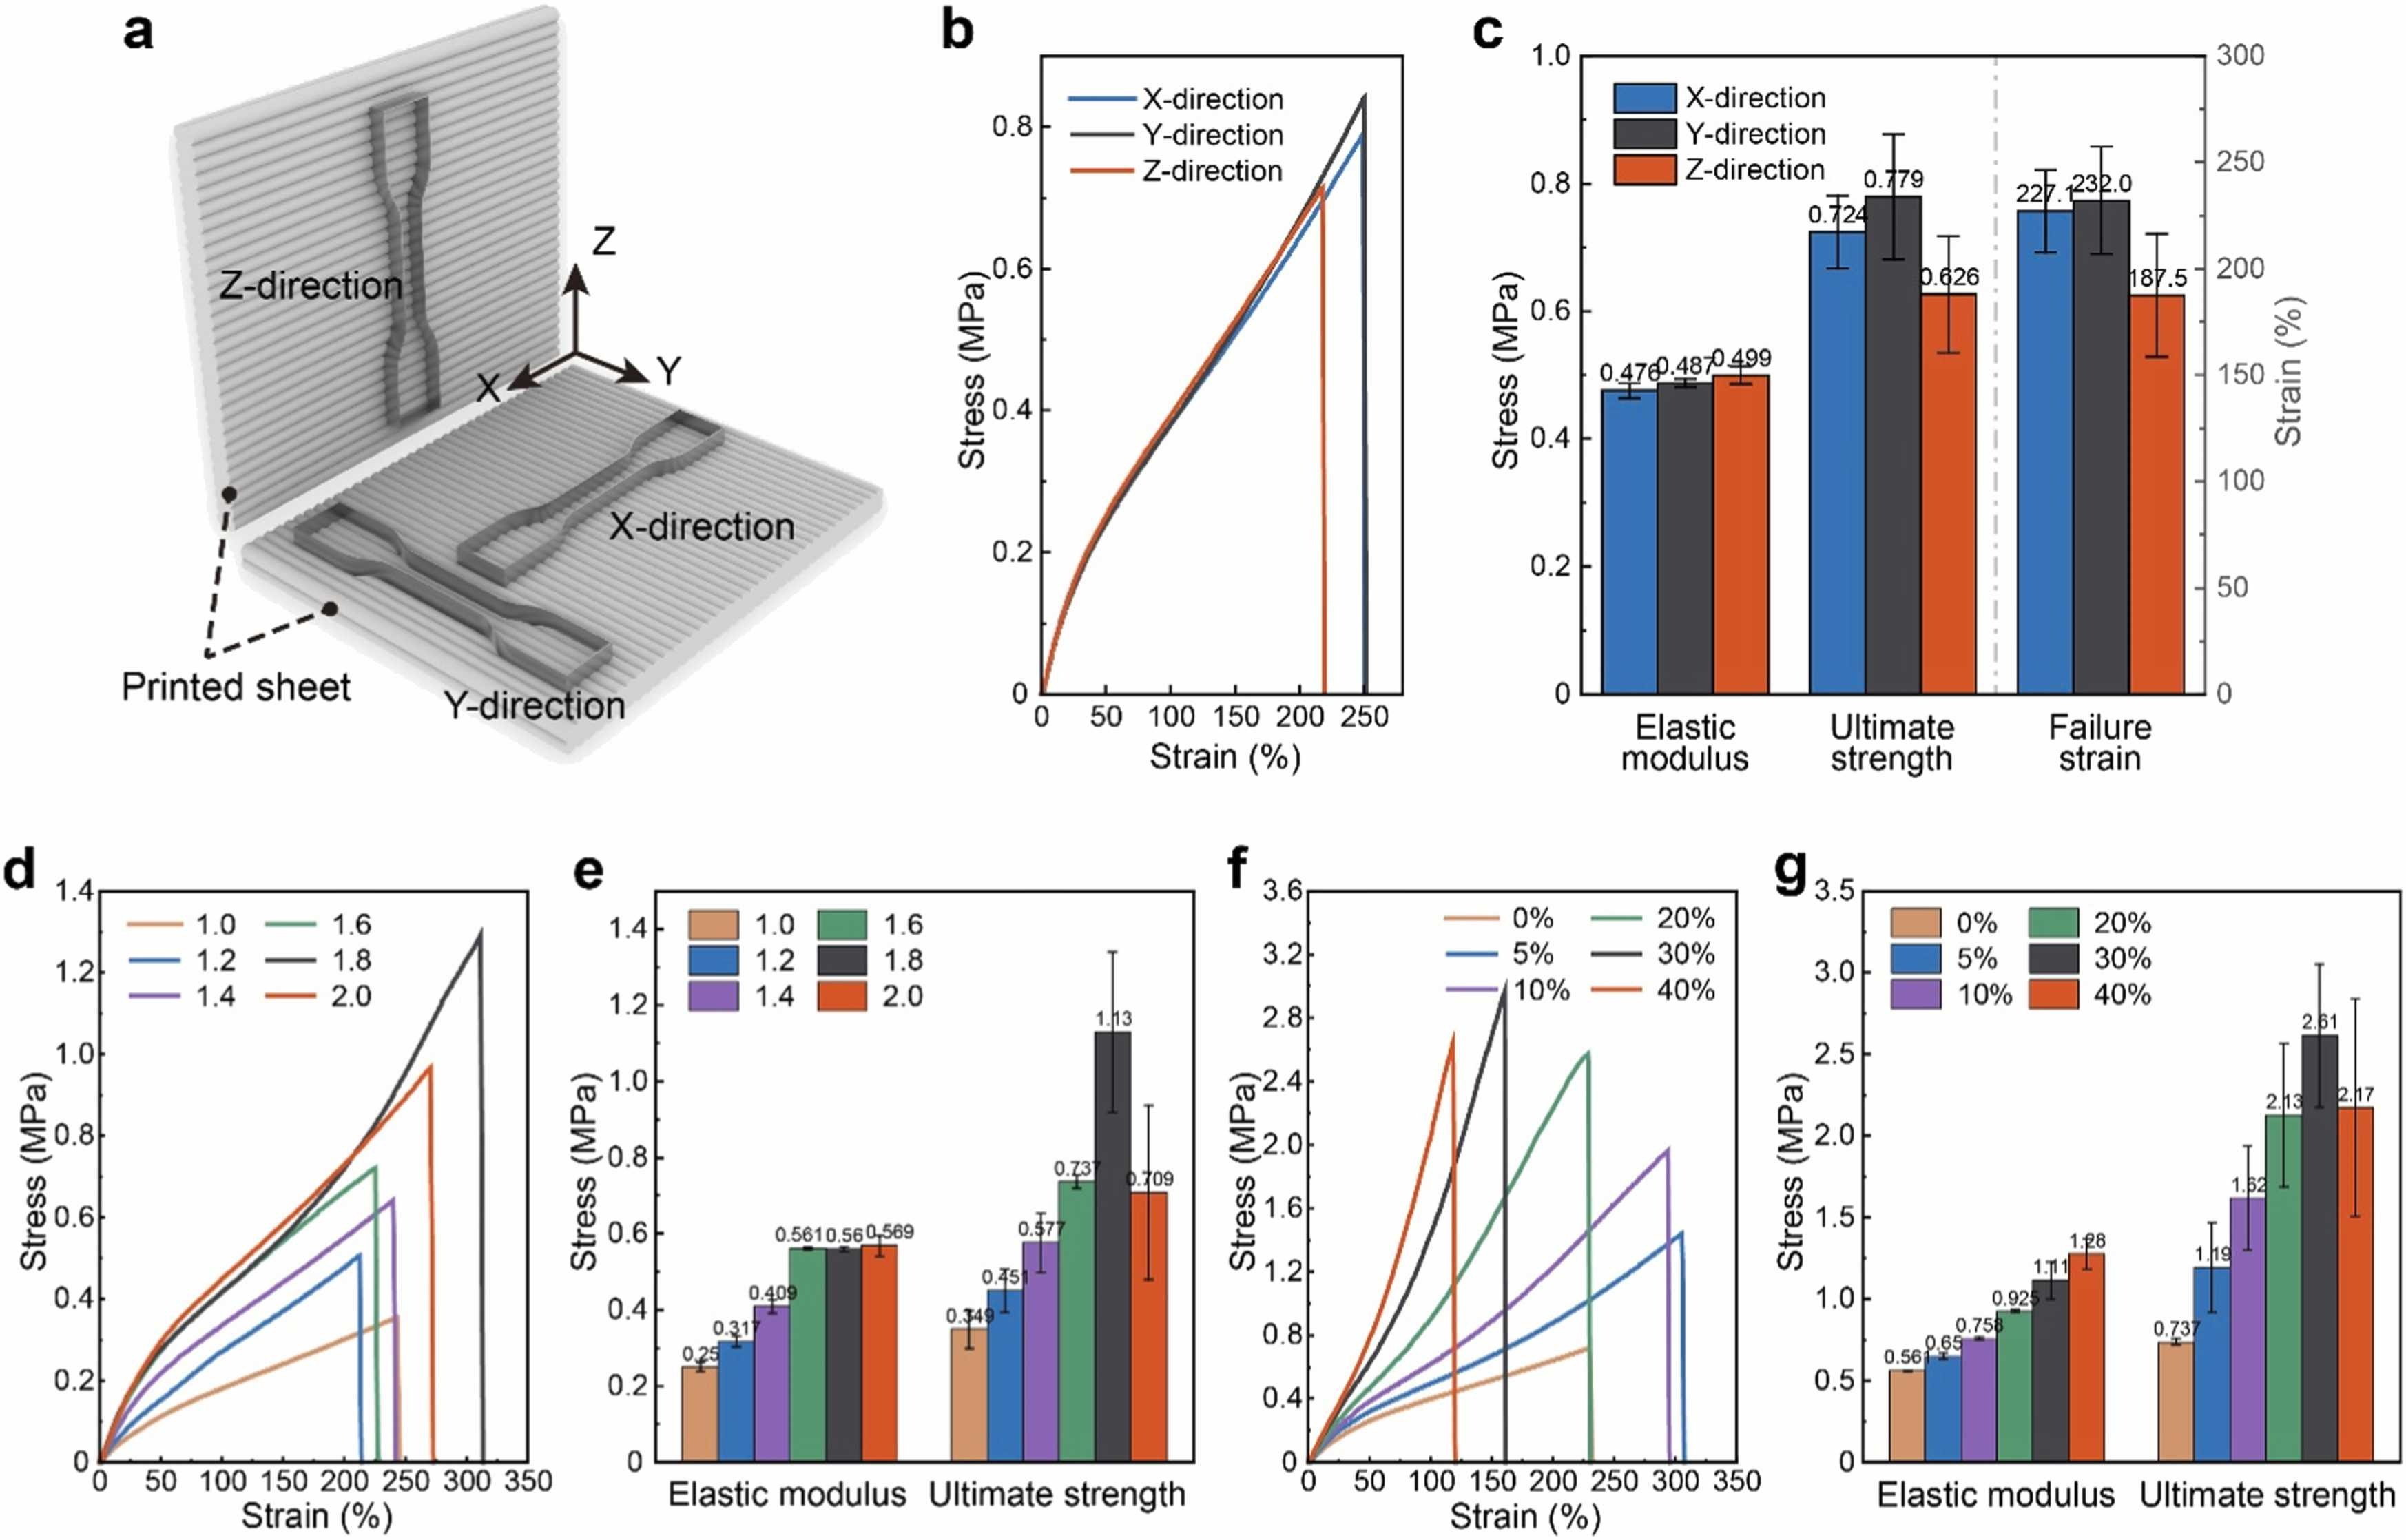 a
Z-direction
Z
X
Y
X-direction
Printed sheet
Y-direction
b
X-direction
Y-direction
Z-direction
0.8
0.6
0.4
0.2
0
Stress (MPa)
0 50 100 150 200 250
Strain (%)
c
X-direction
Y-direction
Z-direction
1.0
0.8
0.6
0.4
0.2
0
Stress (MPa)
0.476 0.487 0.499
0.724 0.779 0.626
227.1 232.0 187.5
300
250
200
150
100
50
0
Strain (%)
Elastic modulus
Ultimate strength
Failure strain
d
1.0 1.6
1.2 1.8
1.4 2.0
1.4
1.2
1.0
0.8
0.6
0.4
0.2
0
Stress (MPa)
0 50 100 150 200 250 300 350
Strain (%)
e
1.0 1.6
1.2 1.8
1.4 2.0
1.4
1.2
1.0
0.8
0.6
0.4
0.2
0
Stress (MPa)
0.25 0.317 0.409 0.561 0.56 0.569
0.349 0.451 0.577 0.737 1.13 0.709
Elastic modulus Ultimate strength
f
0% 20%
5% 30%
10% 40%
3.6
3.2
2.8
2.4
2.0
1.6
1.2
0.8
0.4
0
Stress (MPa)
0 50 100 150 200 250 300 350
Strain (%)
g
0% 20%
5% 30%
10% 40%
3.5
3.0
2.5
2.0
1.5
1.0
0.5
0
Stress (MPa)
0.561 0.65 0.758 0.925 1.11 1.28
0.737 1.19 1.62 2.13 2.61 2.17
Elastic modulus Ultimate strength